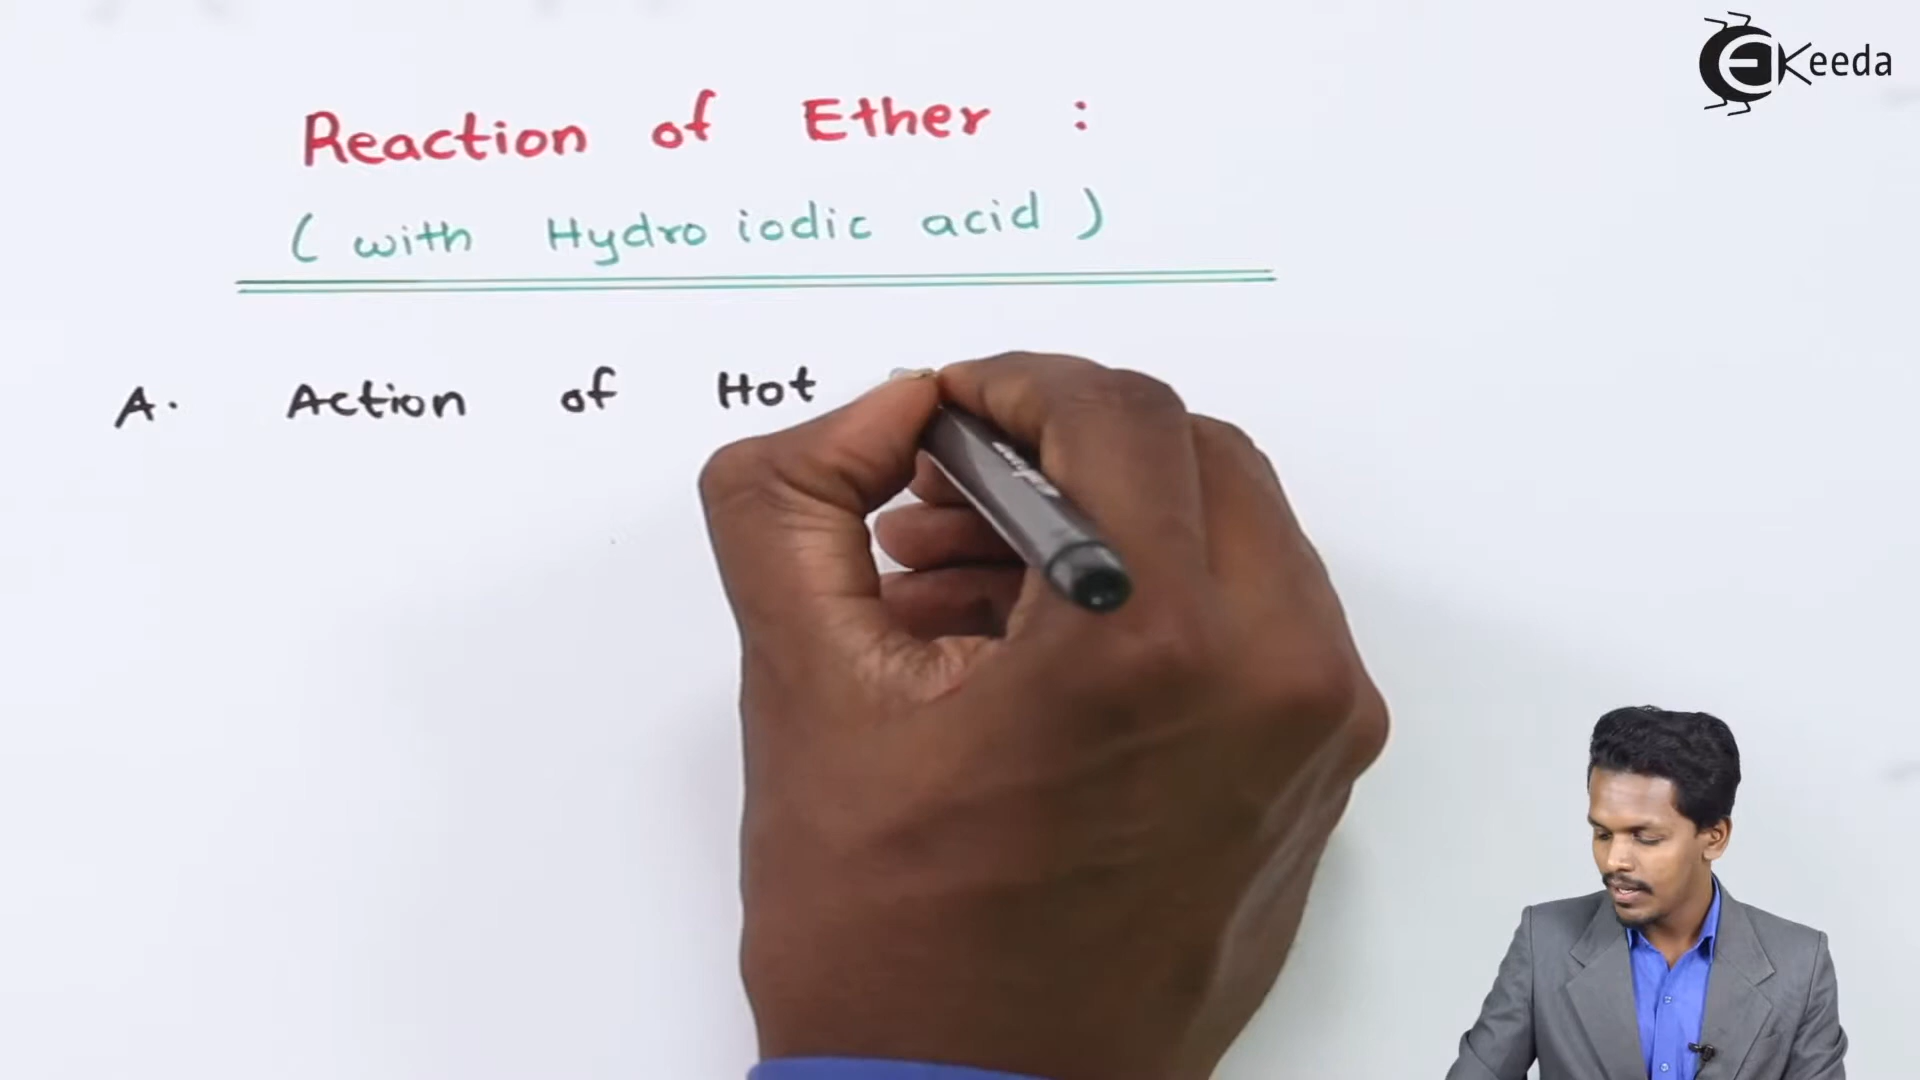 Keeda
Reaction of Ether :
( with Hydro iodic acid )
A. Action of Hot